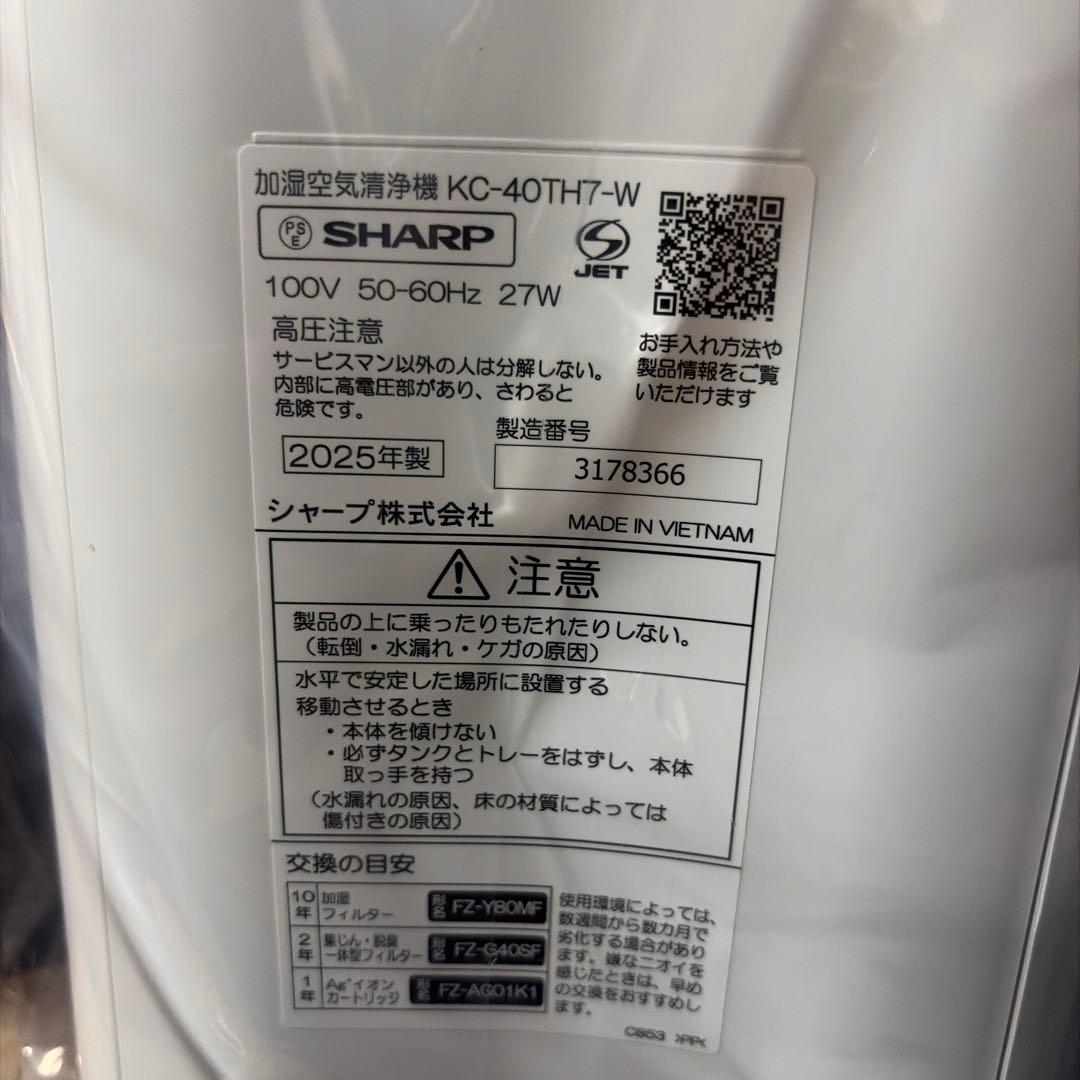 加湿空気清浄機 KC-40TH7-W
PS E SHARP
JET
100V 50-60Hz 27W
高圧注意
サービスマン以外の人は分解しない。
内部に高電圧部があり、さわると
危険です。
お手入れ方法や
製品情報をご覧
いただけます
2025年製
製造番号
3178366
シャープ株式会社
MADE IN VIETNAM
注意
製品の上に乗ったりもたれたりしない。
（転倒・水漏れ・ケガの原因）
水平で安定した場所に設置する
移動させるとき
・本体を傾けない
・必ずタンクとトレーをはずし、本体
取っ手を持つ
（水漏れの原因、床の材質によっては
傷付きの原因）
交換の目安
10年 加湿フィルター 形名 FZ-Y80MF
2年 集じん・脱臭一体型フィルター 形名 FZ-G40SF
1年 Ag⁺イオンカートリッジ 形名 FZ-AG01K1
使用環境によっては、
数週間から数カ月で
劣化する場合があり
ます。嫌なニオイを
感じたときは、早め
の交換をおすすめし
ます。
C853 >PP<